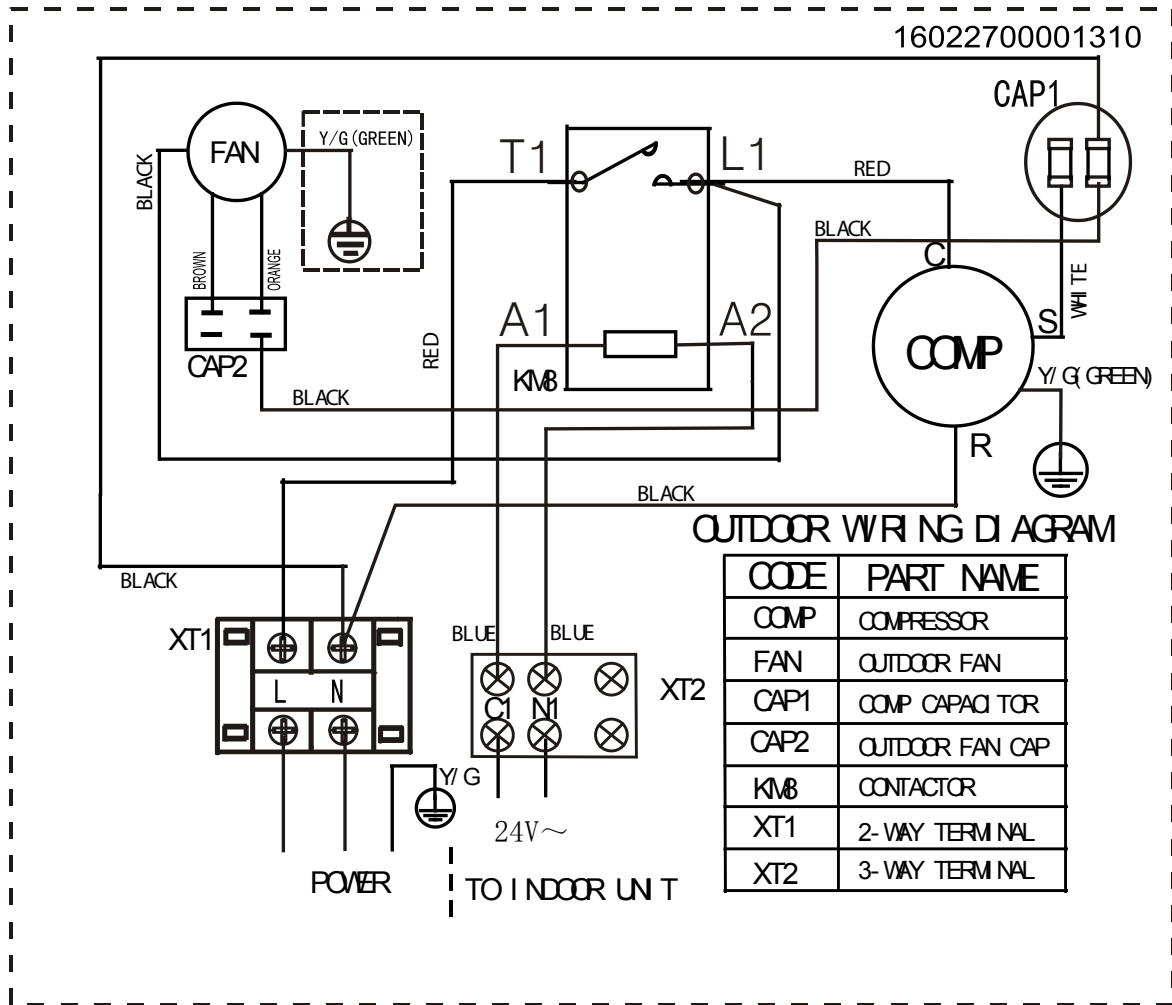 16022700001310
CAP1
FAN
Y/G(GREEN)
T1
L1
RED
BLACK
BLACK
BROWN
ORANGE
C
WHITE
A1
A2
S
COMP
CAP2
RED
KM3
Y/G(GREEN)
BLACK
R
BLACK
OUTDOOR WIRING DIAGRAM
BLACK
CODE PART NAME
COMP COMPRESSOR
FAN OUTDOOR FAN
CAP1 COMP CAPACITOR
CAP2 OUTDOOR FAN CAP
KM3 CONTACTOR
XT1 2-WAY TERMINAL
XT2 3-WAY TERMINAL
XT1
BLUE
BLUE
L N
C1 N1
XT2
Y/G
24V～
POWER
TO INDOOR UNIT